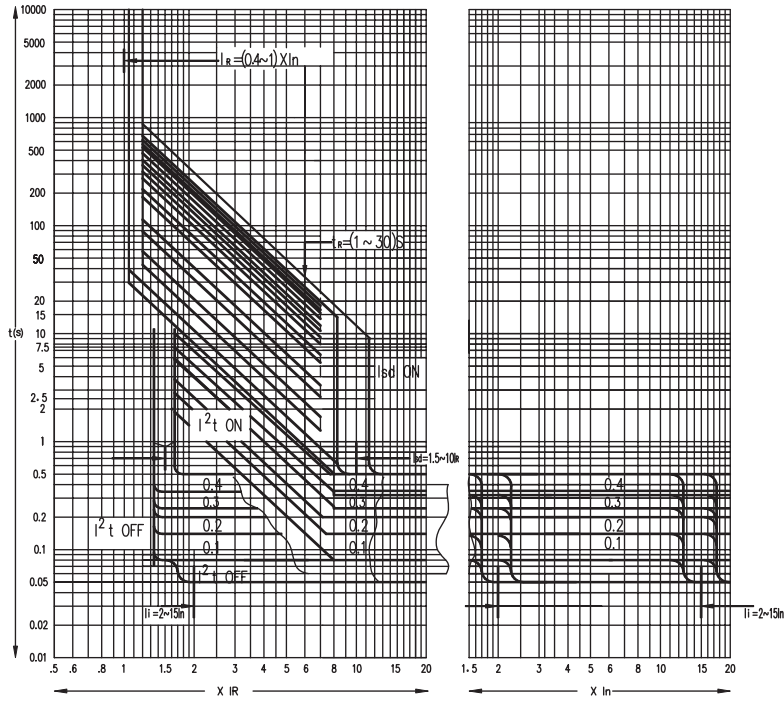 10000
5000
2000
1000
500
200
100
50
20
15
10
7.5
5
2.5
2
1
0.5
0.2
0.1
0.05
0.02
0.01
t(s)
IR=(0.4~1)XIn
tR=(1~30)S
Isd ON
I²t ON
Isd=1.5~10IR
0.4
0.3
0.2
0.1
0.4
0.3
0.2
0.1
0.4
0.3
0.2
0.1
I²t OFF
I²t OFF
Ii=2~15In
Ii=2~15In
.5 .6 .8 1 1.5 2 3 4 5 6 8 10 20
1.5 2 3 4 5 6 8 10 15 20
X IR
X In